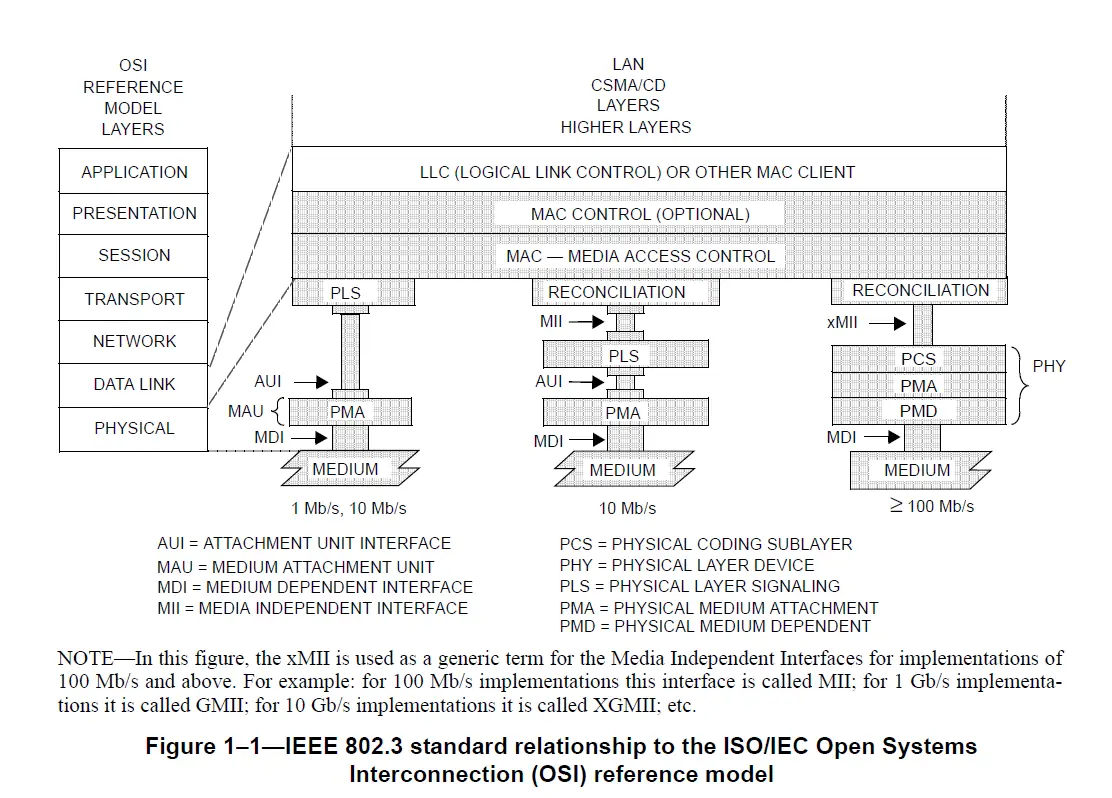 OSI
REFERENCE
MODEL
LAYERS
LAN
CSMA/CD
LAYERS
HIGHER LAYERS
APPLICATION
PRESENTATION
SESSION
TRANSPORT
NETWORK
DATA LINK
PHYSICAL
LLC (LOGICAL LINK CONTROL) OR OTHER MAC CLIENT
MAC CONTROL (OPTIONAL)
MAC — MEDIA ACCESS CONTROL
PLS
AUI
MAU
PMA
MDI
MEDIUM
1 Mb/s, 10 Mb/s
RECONCILIATION
MII
PLS
AUI
PMA
MDI
MEDIUM
10 Mb/s
RECONCILIATION
xMII
PCS
PMA
PMD
PHY
MDI
MEDIUM
≥ 100 Mb/s
AUI = ATTACHMENT UNIT INTERFACE
MAU = MEDIUM ATTACHMENT UNIT
MDI = MEDIUM DEPENDENT INTERFACE
MII = MEDIA INDEPENDENT INTERFACE
PCS = PHYSICAL CODING SUBLAYER
PHY = PHYSICAL LAYER DEVICE
PLS = PHYSICAL LAYER SIGNALING
PMA = PHYSICAL MEDIUM ATTACHMENT
PMD = PHYSICAL MEDIUM DEPENDENT
NOTE—In this figure, the xMII is used as a generic term for the Media Independent Interfaces for implementations of
100 Mb/s and above. For example: for 100 Mb/s implementations this interface is called MII; for 1 Gb/s implementa-
tions it is called GMII; for 10 Gb/s implementations it is called XGMII; etc.
Figure 1–1—IEEE 802.3 standard relationship to the ISO/IEC Open Systems
Interconnection (OSI) reference model